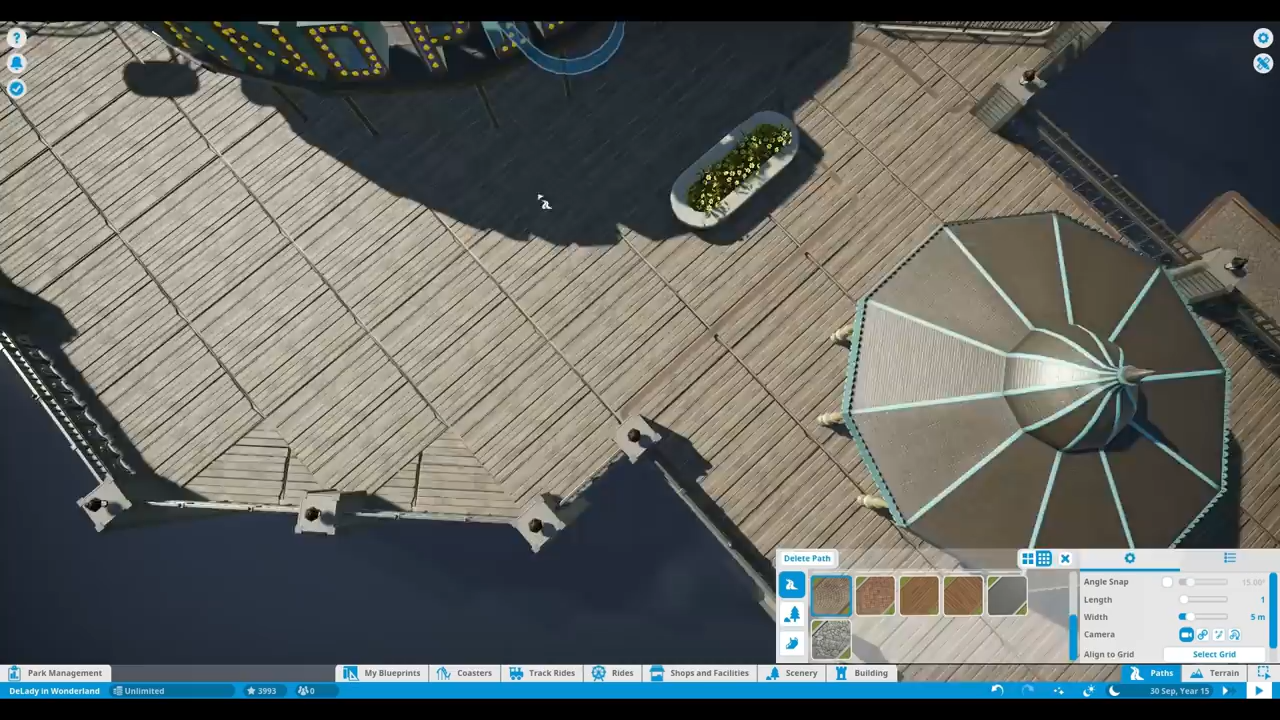 Delete Path
Angle Snap 15.00°
Length 1
Width 5 m
Camera
Align to Grid Select Grid
Park Management My Blueprints Coasters Track Rides Rides Shops and Facilities Scenery Building Paths Terrain
DeLady in Wonderland Unlimited 3993 0 30 Sep, Year 15